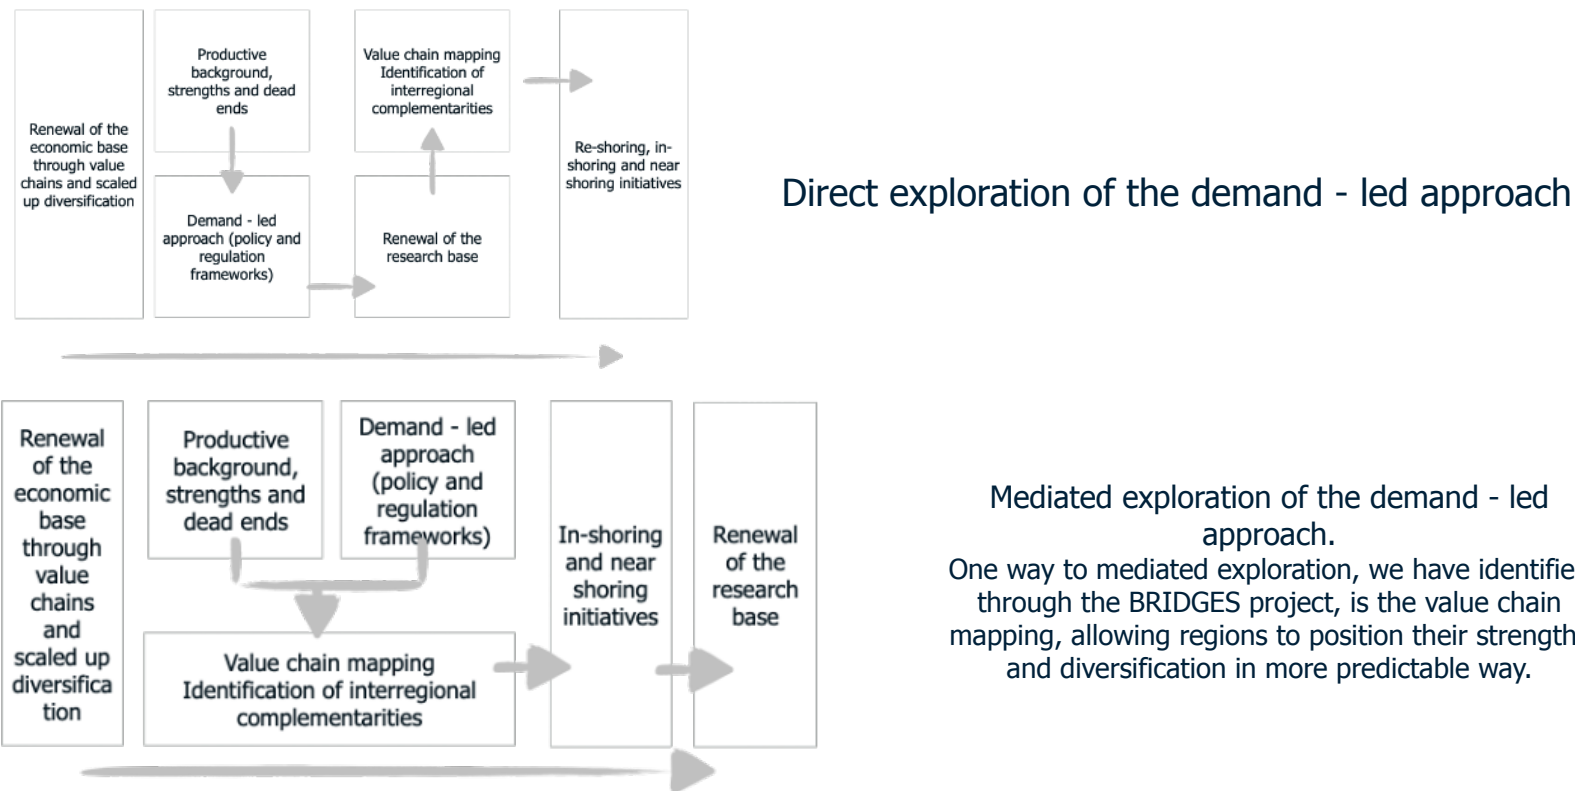 Renewal of the
economic base
through value
chains and scaled
up diversification
Productive
background,
strengths and dead
ends
Demand - led
approach (policy and
regulation
frameworks)
Value chain mapping
Identification of
interregional
complementarities
Renewal of the
research base
Re-shoring, in-
shoring and near
shoring initiatives
Direct exploration of the demand - led approach
Renewal
of the
economic
base
through
value
chains
and
scaled up
diversifica
tion
Productive
background,
strengths and
dead ends
Demand - led
approach
(policy and
regulation
frameworks)
Value chain mapping
Identification of interregional
complementarities
In-shoring
and near
shoring
initiatives
Renewal
of the
research
base
Mediated exploration of the demand - led
approach.
One way to mediated exploration, we have identifie
through the BRIDGES project, is the value chain
mapping, allowing regions to position their strength
and diversification in more predictable way.